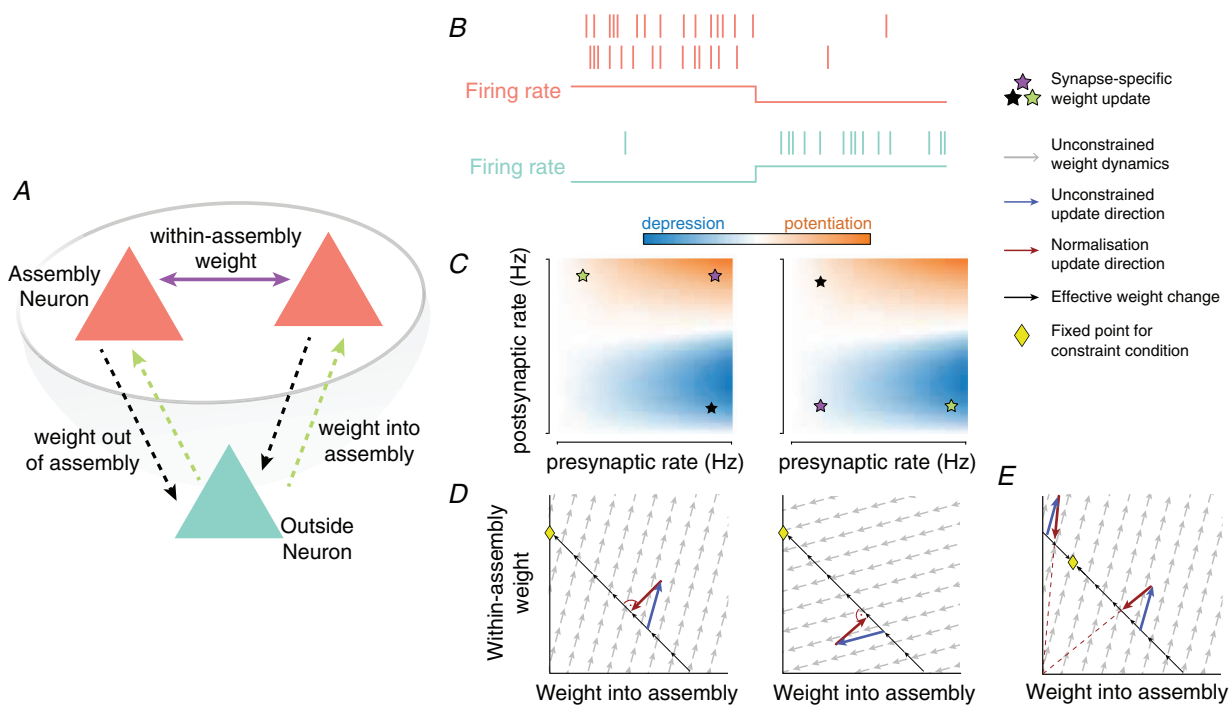 A
Assembly
Neuron
within-assembly
weight
weight out
of assembly
weight into
assembly
Outside
Neuron
B
Firing rate
Firing rate
depression
potentiation
C
postsynaptic rate (Hz)
presynaptic rate (Hz)
presynaptic rate (Hz)
D
Within-assembly
weight
Weight into assembly
Weight into assembly
E
Weight into assembly
Synapse-specific
weight update
Unconstrained
weight dynamics
Unconstrained
update direction
Normalisation
update direction
Effective weight change
Fixed point for
constraint condition